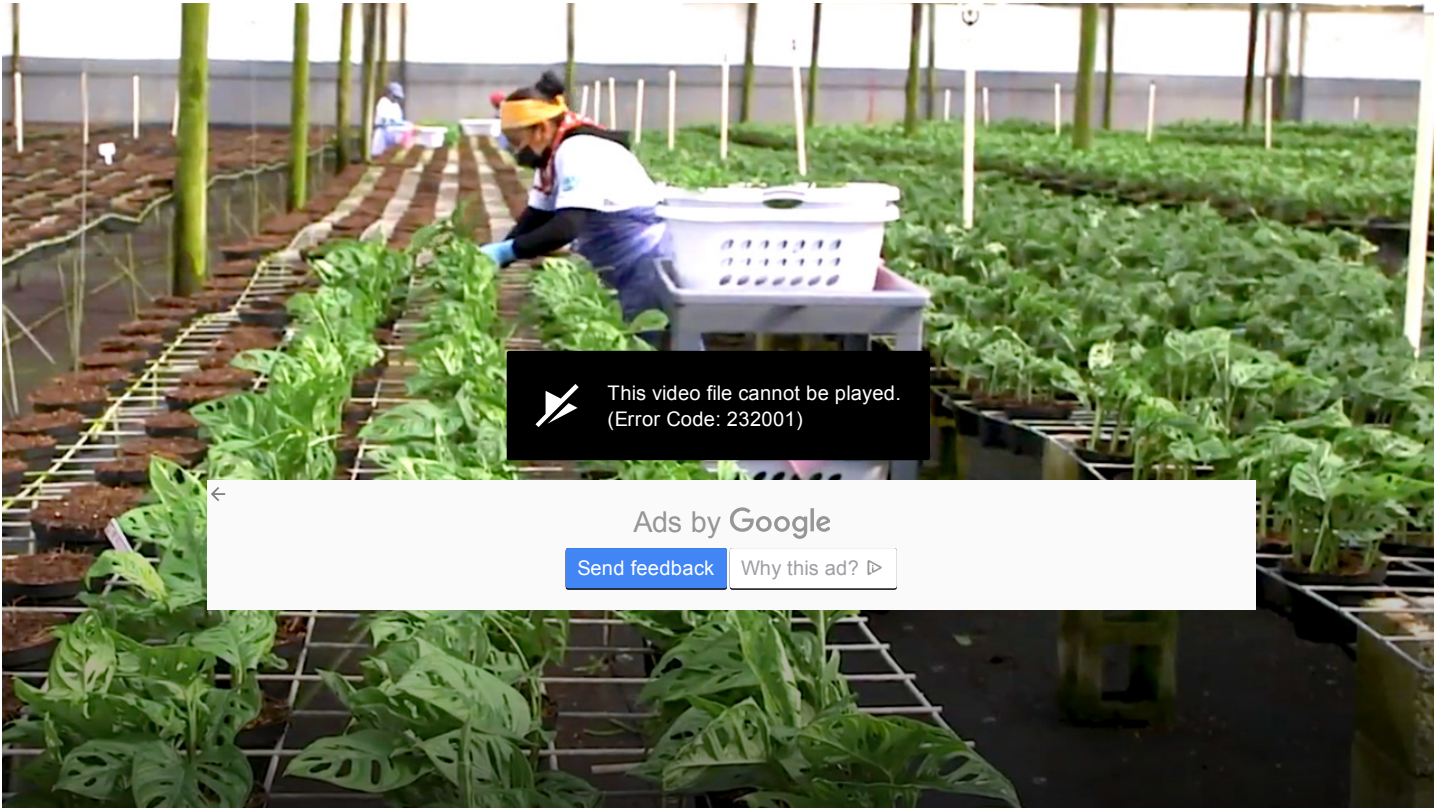 This video file cannot be played.
(Error Code: 232001)
Ads by Google
Send feedback
Why this ad?